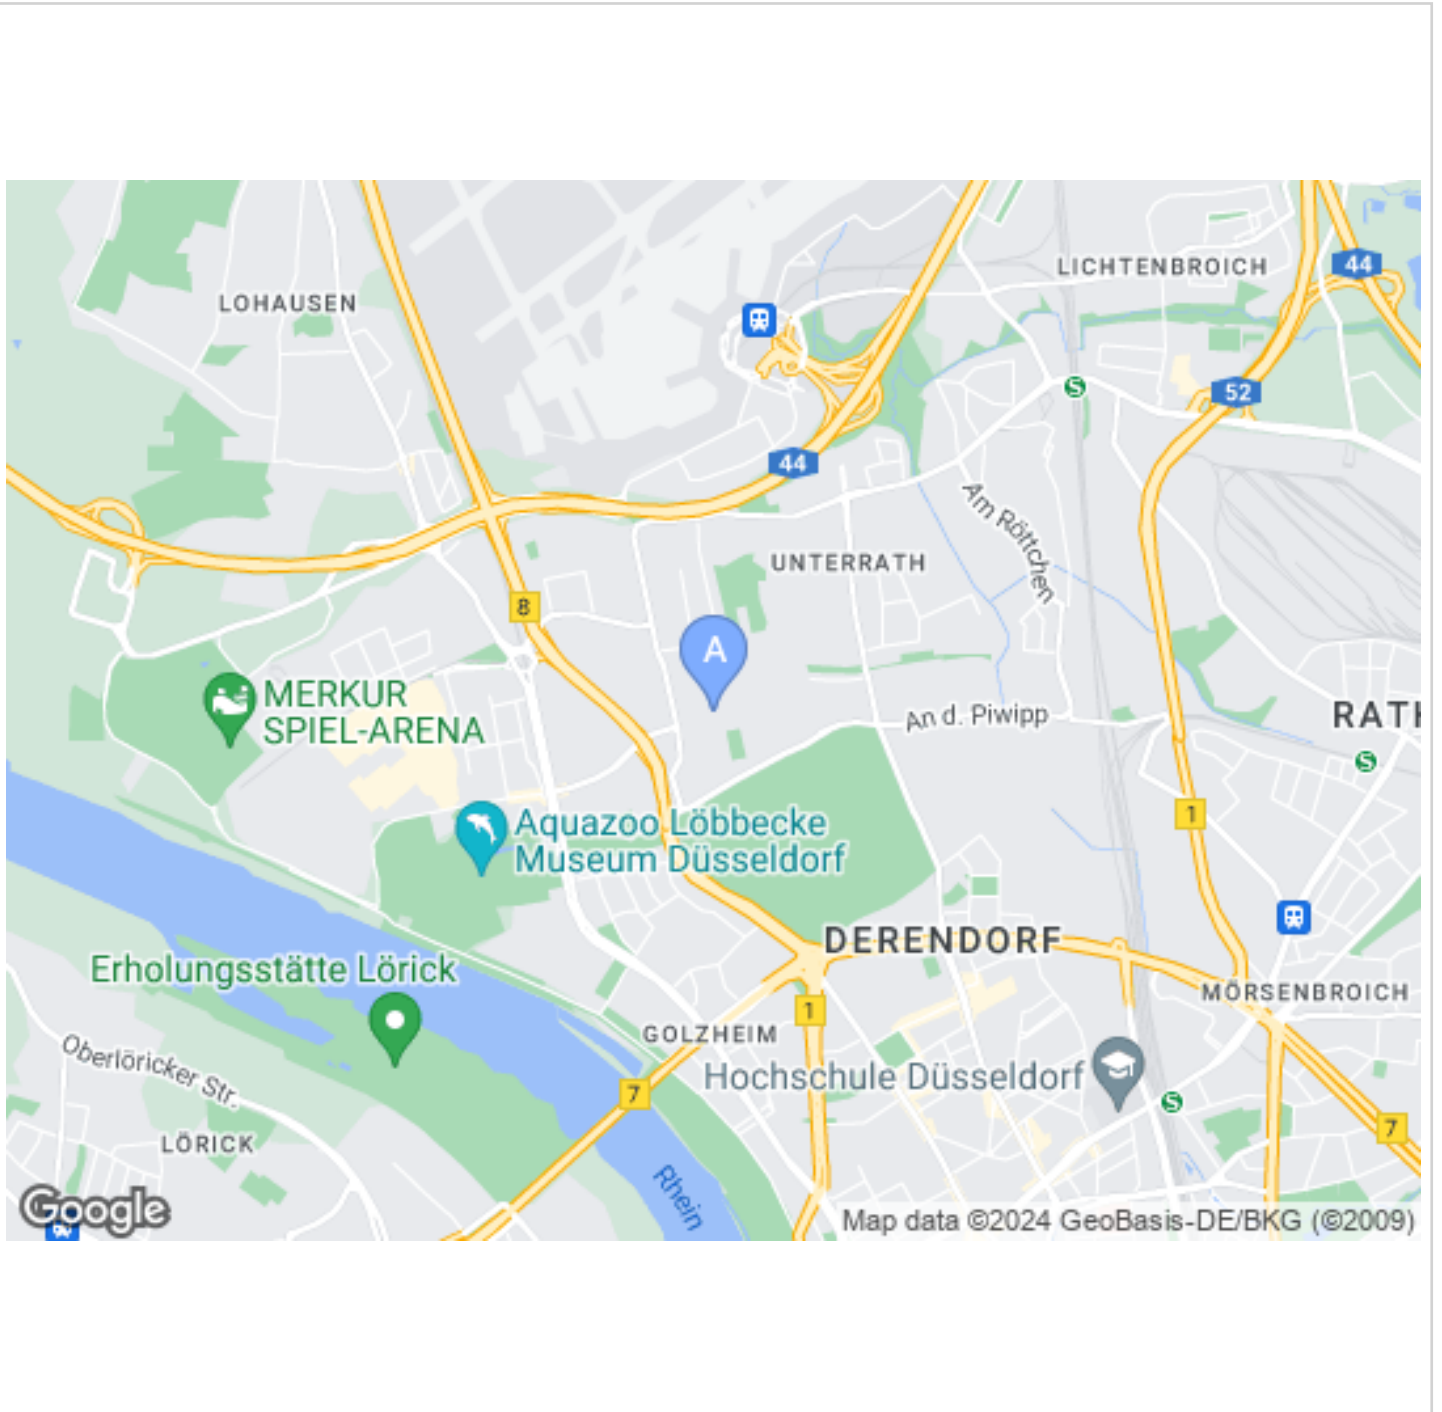 LICHTENBROICH
44
LOHAUSEN
52
44
Am Röttchen
UNTERRATH
8
A
MERKUR
SPIEL-ARENA
An d. Piwipp
RATH
1
Aquazoo Löbbecke
Museum Düsseldorf
DERENDORF
Erholungsstätte Lörick
MÖRSENBROICH
1
GOLZHEIM
Oberlöricker Str.
Hochschule Düsseldorf
7
7
LÖRICK
Rhein
Google
Map data ©2024 GeoBasis-DE/BKG (©2009)
S
S
S